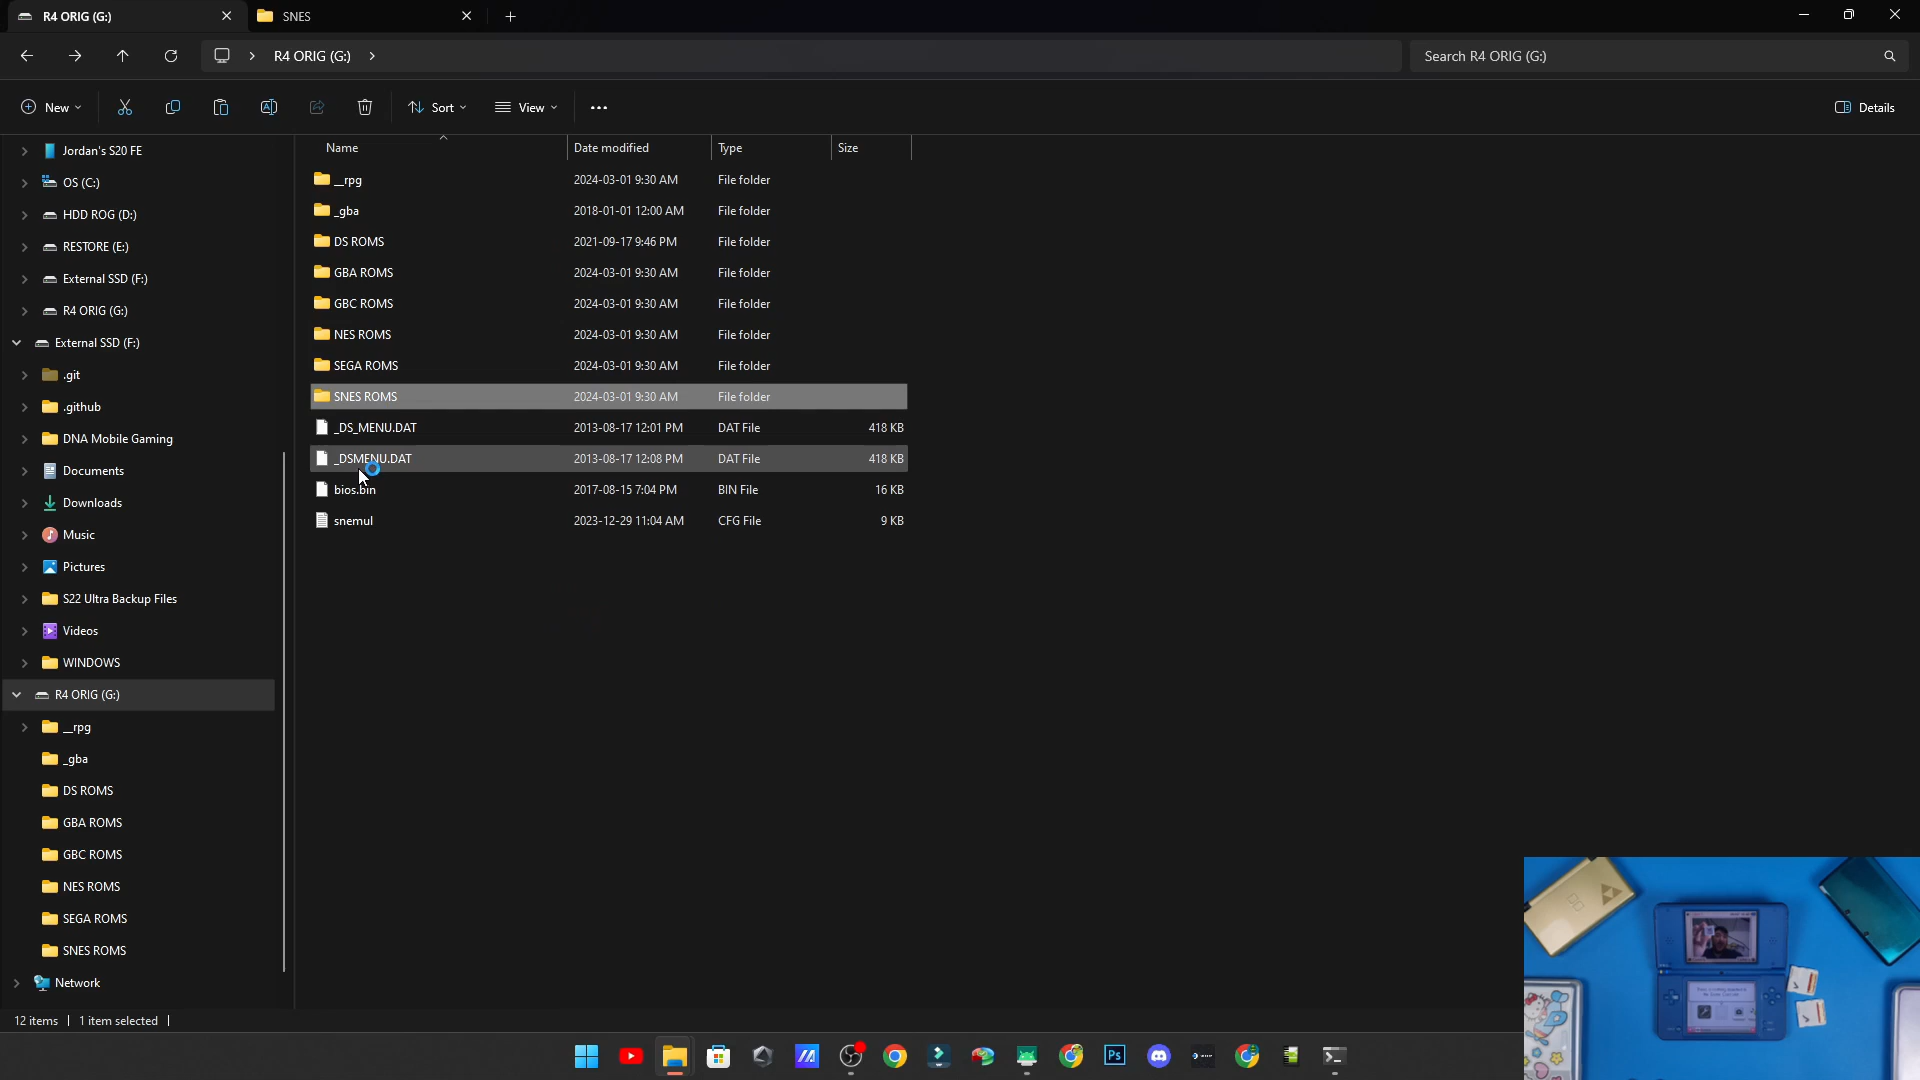 R4 ORIG (G:)
SNES
R4 ORIG (G:)
Search R4 ORIG (G:)
New
Sort
View
Details
Name
Date modified
Type
Size
Jordan's S20 FE
OS (C:)
HDD ROG (D:)
RESTORE (E:)
External SSD (F:)
R4 ORIG (G:)
External SSD (F:)
.git
.github
DNA Mobile Gaming
Documents
Downloads
Music
Pictures
S22 Ultra Backup Files
Videos
WINDOWS
R4 ORIG (G:)
__rpg
_gba
DS ROMS
GBA ROMS
GBC ROMS
NES ROMS
SEGA ROMS
SNES ROMS
Network
__rpg 2024-03-01 9:30 AM File folder
_gba 2018-01-01 12:00 AM File folder
DS ROMS 2021-09-17 9:46 PM File folder
GBA ROMS 2024-03-01 9:30 AM File folder
GBC ROMS 2024-03-01 9:30 AM File folder
NES ROMS 2024-03-01 9:30 AM File folder
SEGA ROMS 2024-03-01 9:30 AM File folder
SNES ROMS 2024-03-01 9:30 AM File folder
_DS_MENU.DAT 2013-08-17 12:01 PM DAT File 418 KB
_DSMENU.DAT 2013-08-17 12:08 PM DAT File 418 KB
bios.bin 2017-08-15 7:04 PM BIN File 16 KB
snemul 2023-12-29 11:04 AM CFG File 9 KB
12 items
1 item selected
Ps